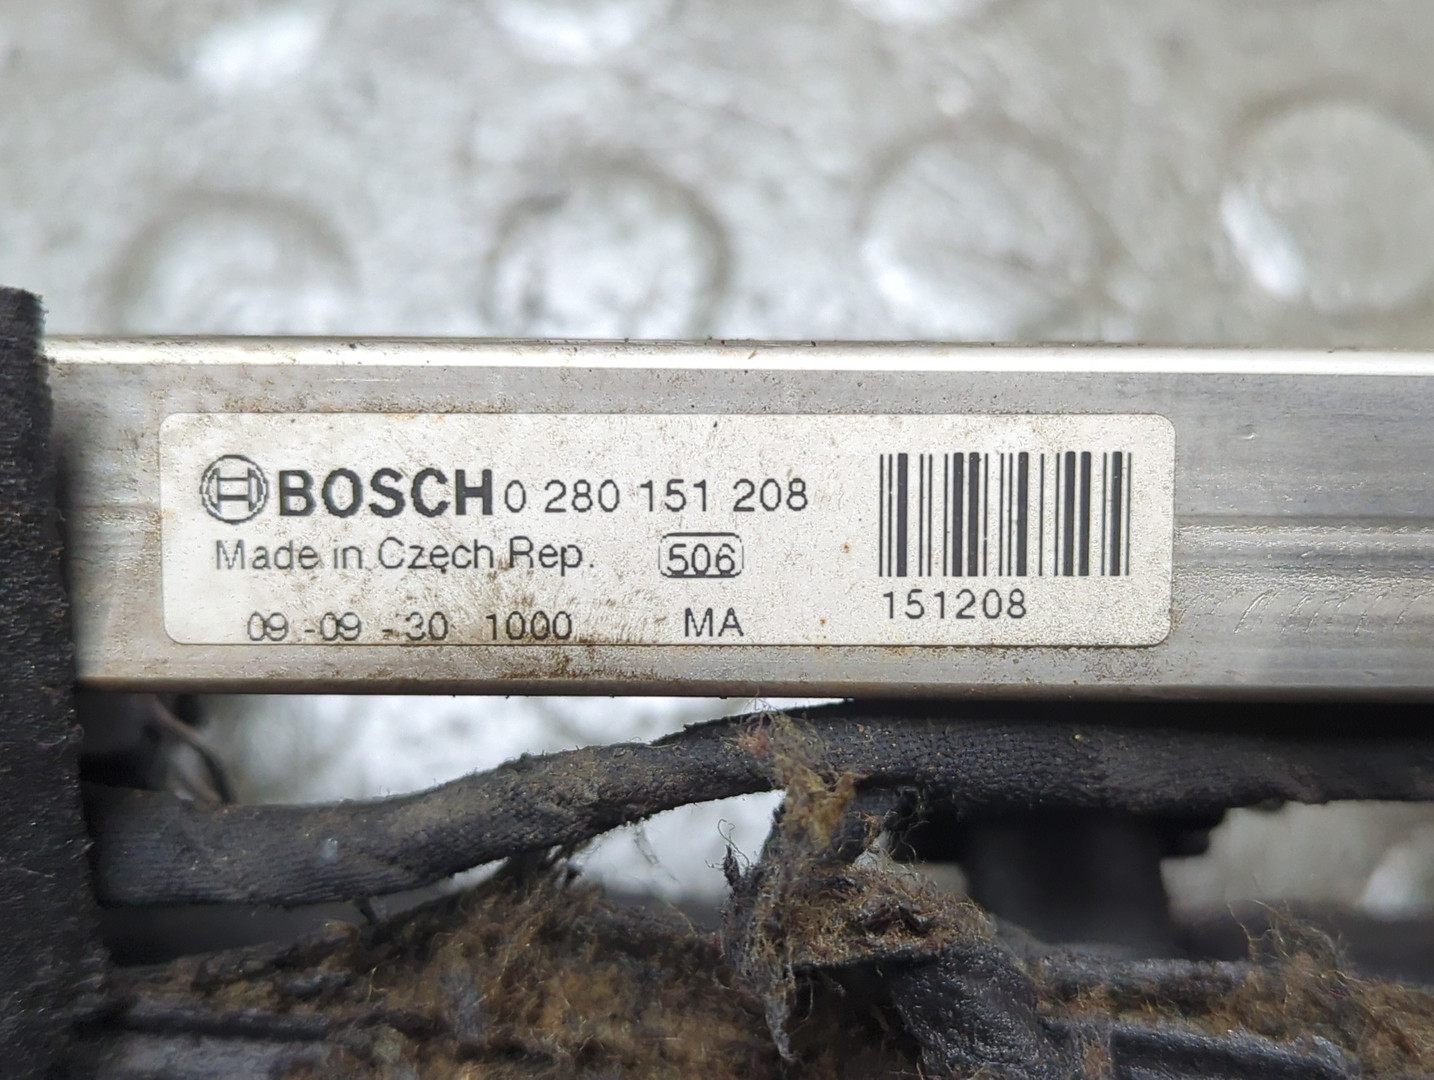 BOSCH 0 280 151 208
Made in Czech Rep. 506
09-09-30 1000 MA
151208